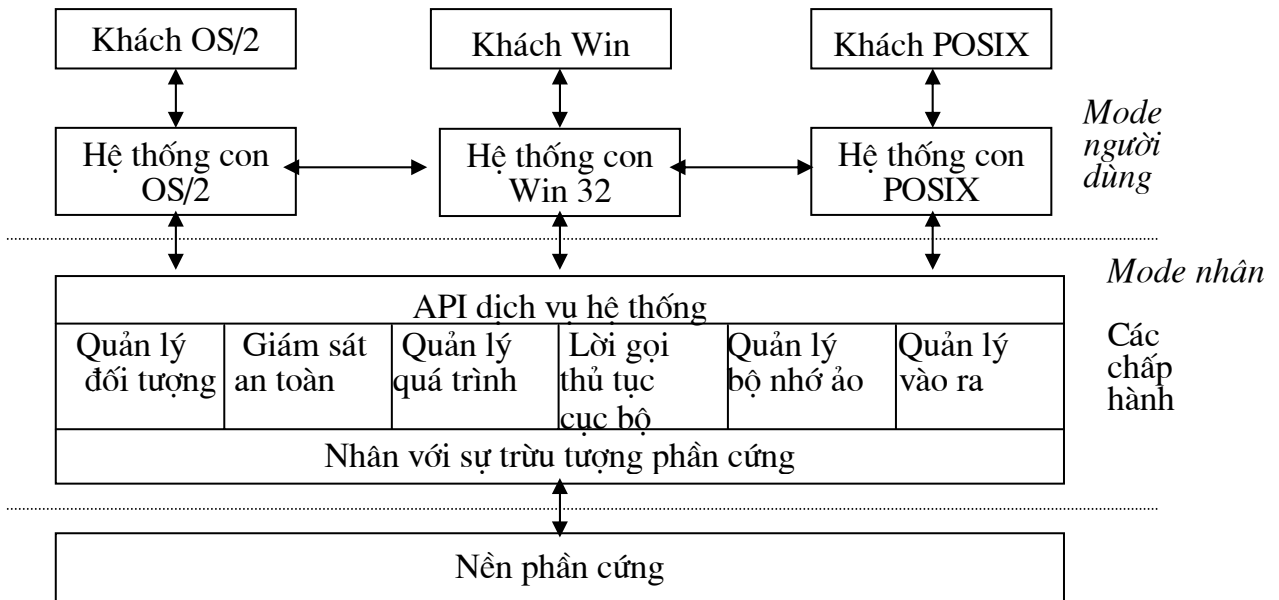 Khách OS/2
Khách Win
Khách POSIX
Mode
người
dùng
Hệ thống con
OS/2
Hệ thống con
Win 32
Hệ thống con
POSIX
Mode nhân
API dịch vụ hệ thống
Quản lý
đối tượng
Giám sát
an toàn
Quản lý
quá trình
Lời gọi
thủ tục
cục bộ
Quản lý
bộ nhớ ảo
Quản lý
vào ra
Các
chấp
hành
Nhân với sự trừu tượng phần cứng
Nền phần cứng